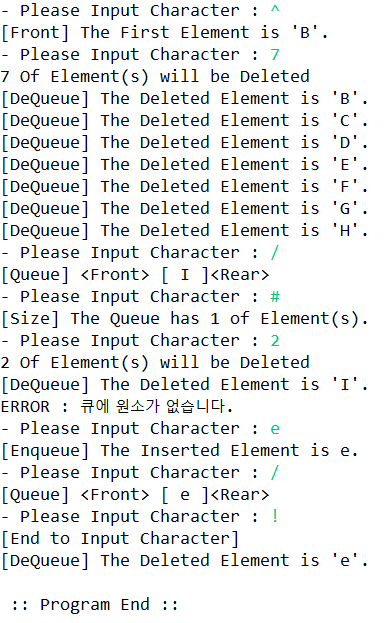 - Please Input Character : ^
[Front] The First Element is 'B'.
- Please Input Character : 7
7 Of Element(s) will be Deleted
[DeQueue] The Deleted Element is 'B'.
[DeQueue] The Deleted Element is 'C'.
[DeQueue] The Deleted Element is 'D'.
[DeQueue] The Deleted Element is 'E'.
[DeQueue] The Deleted Element is 'F'.
[DeQueue] The Deleted Element is 'G'.
[DeQueue] The Deleted Element is 'H'.
- Please Input Character : /
[Queue] <Front> [ I ]<Rear>
- Please Input Character : #
[Size] The Queue has 1 of Element(s).
- Please Input Character : 2
2 Of Element(s) will be Deleted
[DeQueue] The Deleted Element is 'I'.
ERROR : 큐에 원소가 없습니다.
- Please Input Character : e
[Enqueue] The Inserted Element is e.
- Please Input Character : /
[Queue] <Front> [ e ]<Rear>
- Please Input Character : !
[End to Input Character]
[DeQueue] The Deleted Element is 'e'.
:: Program End ::